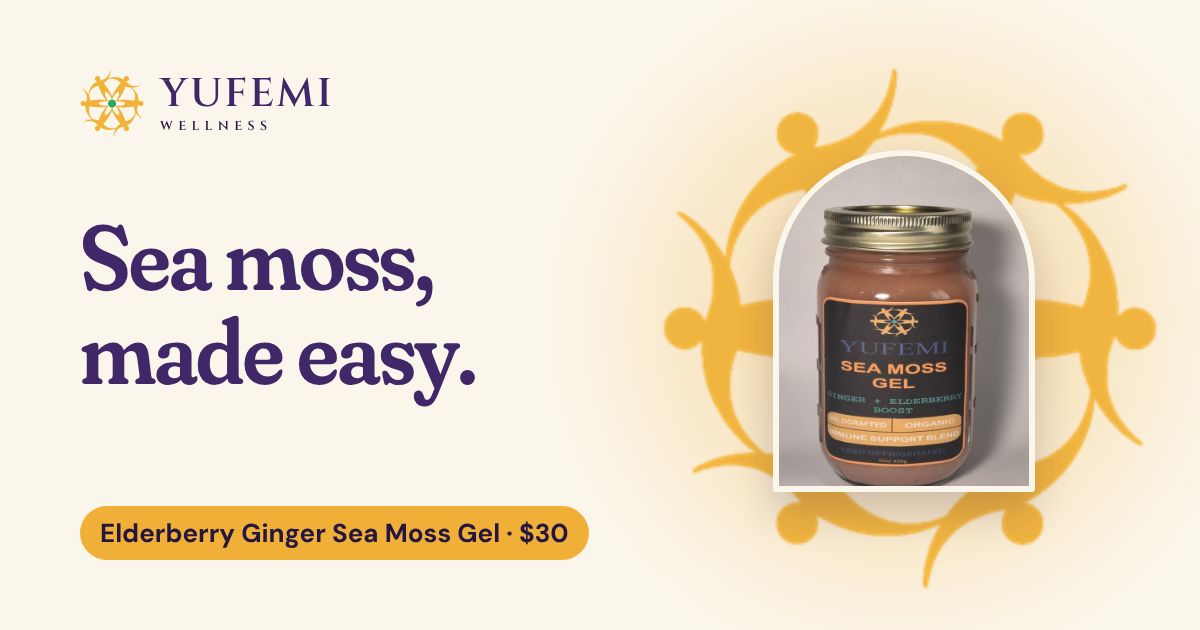 YUFEMI
WELLNESS
Sea moss,
made easy.
Elderberry Ginger Sea Moss Gel · $30
YUFEMI
SEA MOSS
GEL
GINGER + ELDERBERRY
BOOST
WILDCRAFTED ORGANIC
IMMUNE SUPPORT BLEND
KEEP REFRIGERATED